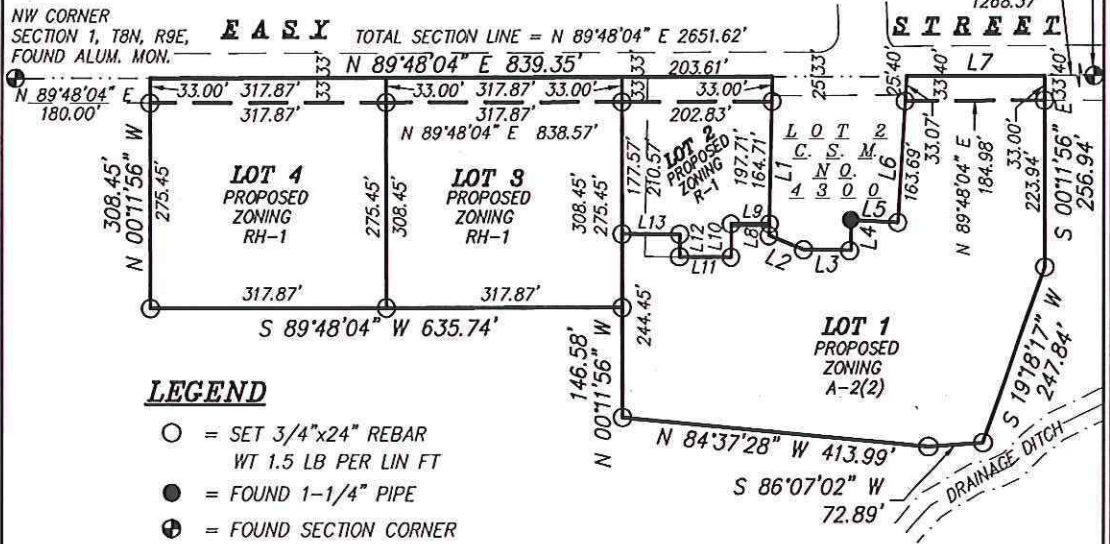 NW CORNER
SECTION 1, T8N, R9E,
FOUND ALUM. MON.
EASY
STREET
1268.37'
TOTAL SECTION LINE = N 89°48'04" E 2651.62'
N 89°48'04" E 839.35'
203.61'
L7
N 89°48'04" E
180.00'
33.00' 317.87'
33'
33'
33.00' 317.87'
33'
33'
33.00'
25' 33'
25' 40'
33' 40'
33' 40'
317.87'
317.87'
202.83'
N 89°48'04" E 838.57'
N 00°11'56" W
308.45'
275.45'
LOT 4
PROPOSED
ZONING
RH-1
275.45'
308.45'
LOT 3
PROPOSED
ZONING
RH-1
308.45'
275.45'
177.57'
210.57'
LOT 2
PROPOSED
R-1
197.71'
164.71'
L1
LOT 2
C. S. M.
NO.
4300
L6
163.69'
33.07'
N 89°48'04" E
184.98'
33.00'
223.94'
S 00°11'56" E
256.94'
L13
L12
L10
L8
L9
L11
L2
L3
L4
L5
317.87'
317.87'
S 89°48'04" W 635.74'
N 00°11'56" W
146.58'
244.45'
LOT 1
PROPOSED
ZONING
A-2(2)
S 19°18'17" W
247.84'
N 84°37'28" W 413.99'
S 86°07'02" W
72.89'
DRAINAGE DITCH
LEGEND
= SET 3/4"x24" REBAR
WT 1.5 LB PER LIN FT
= FOUND 1-1/4" PIPE
= FOUND SECTION CORNER